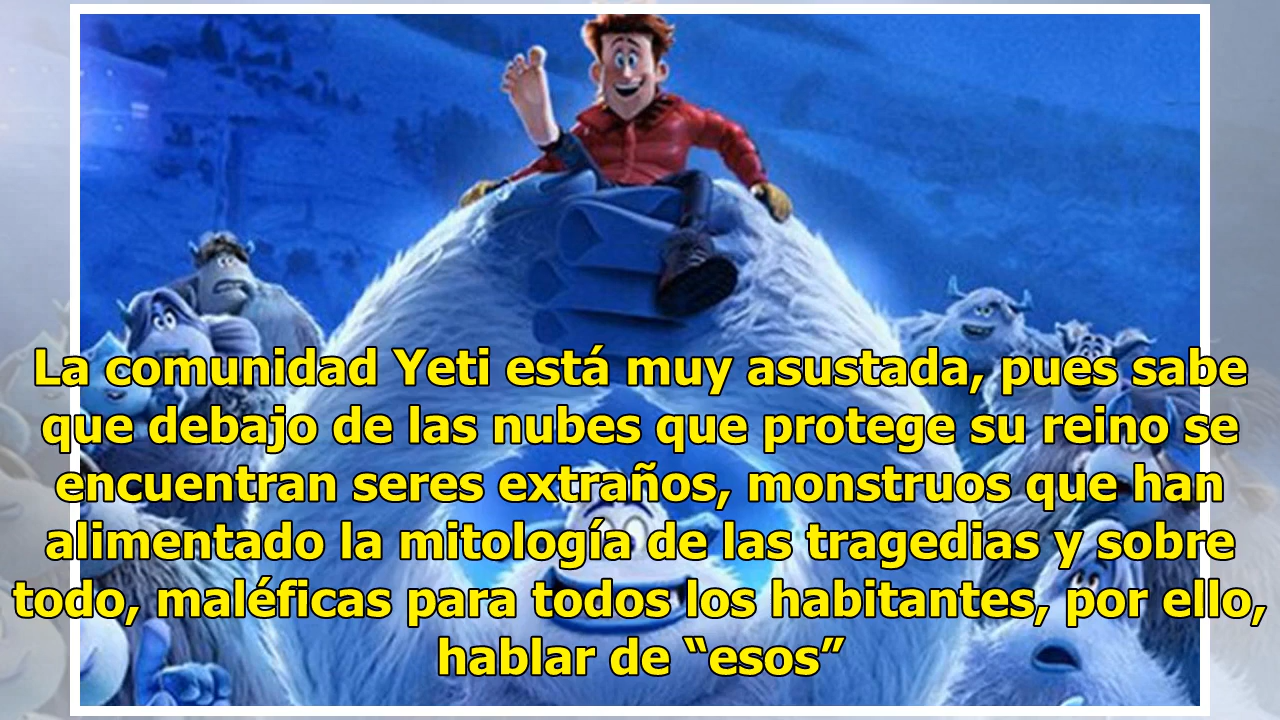 La comunidad Yeti está muy asustada, pues sabe
que debajo de las nubes que protege su reino se
encuentran seres extraños, monstruos que han
alimentado la mitología de las tragedias y sobre
todo, maléficas para todos los habitantes, por ello,
hablar de “esos”